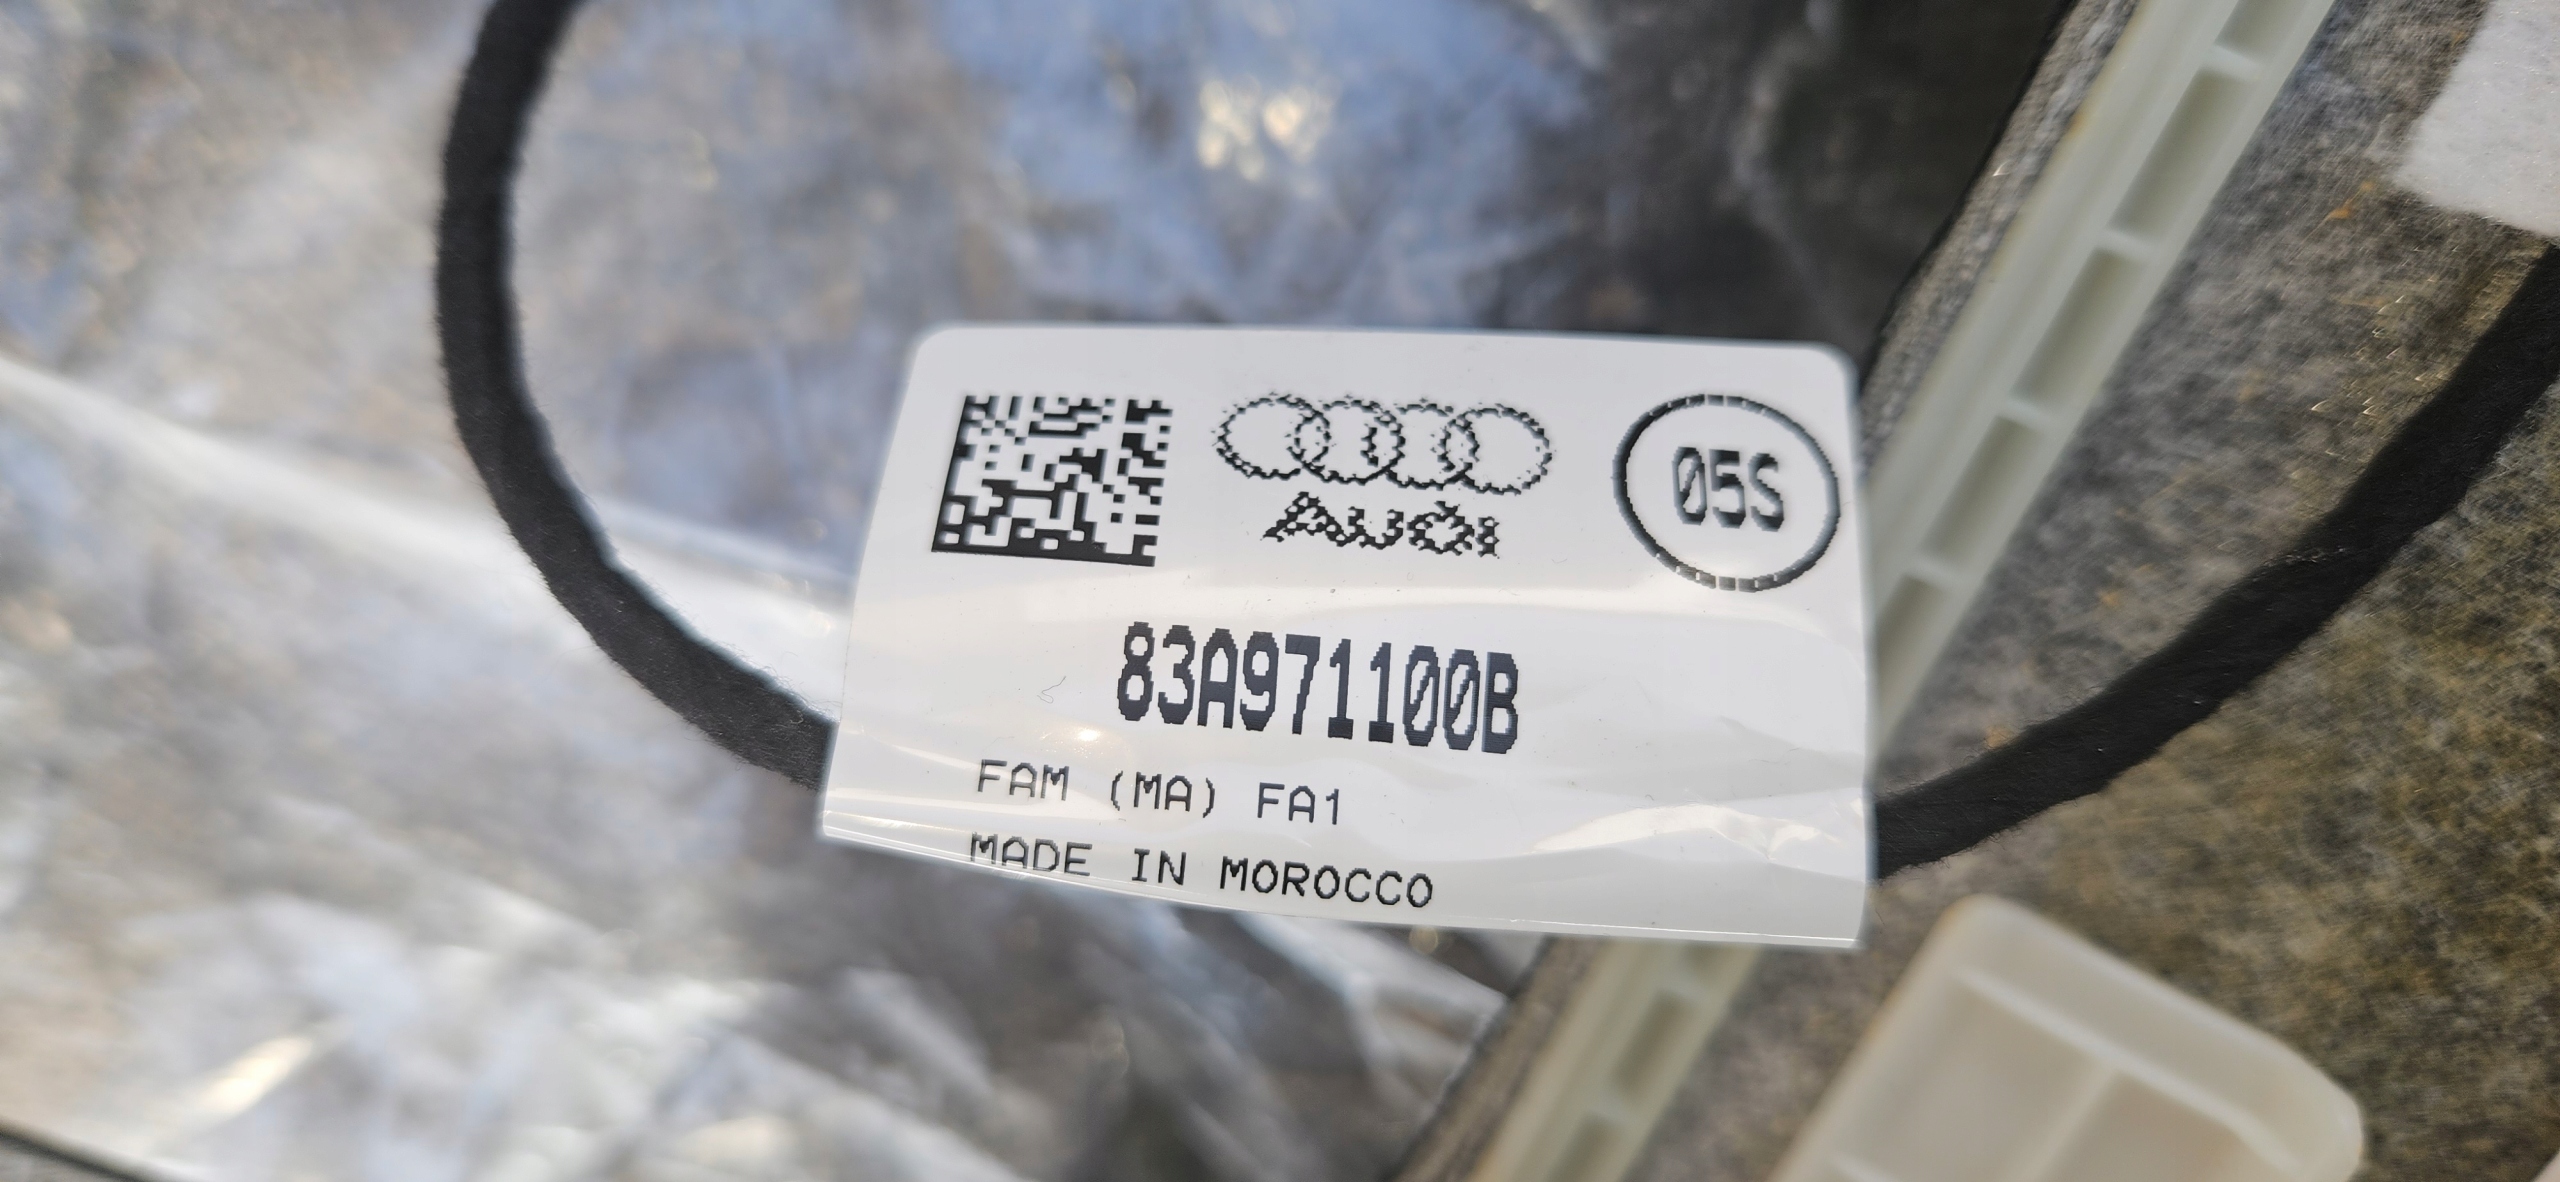 Audi
05S
83A971100B
FAM (MA) FA1
MADE IN MOROCCO